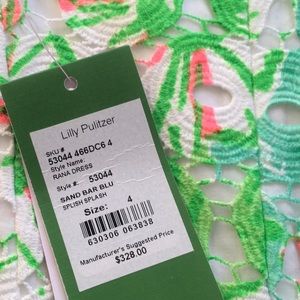 Lilly Pulitzer
SKU #
53044 466DC6 4
Style Name:
RANA DRESS
Style #: 53044
SAND BAR BLU
SPLISH SPLASH
Size: 4
630306 063838
Manufacturer's Suggested Price
$328.00